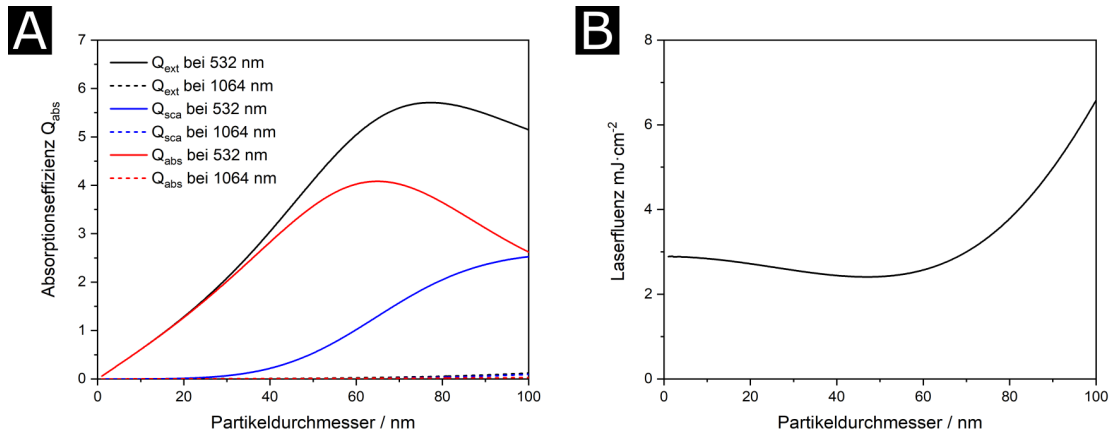 A
Absorptionseffizienz Q_abs
7
6
5
4
3
2
1
0
Q_ext bei 532 nm
Q_ext bei 1064 nm
Q_sca bei 532 nm
Q_sca bei 1064 nm
Q_abs bei 532 nm
Q_abs bei 1064 nm
0 20 40 60 80 100
Partikeldurchmesser / nm
B
Laserfluenz mJ·cm⁻²
8
6
4
2
0
0 20 40 60 80 100
Partikeldurchmesser / nm